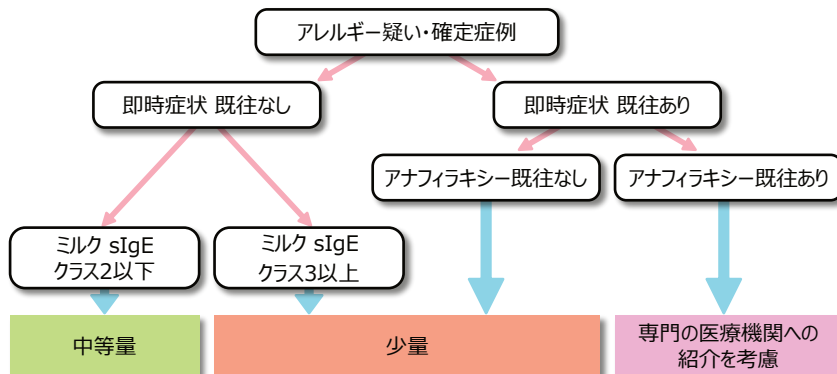 アレルギー疑い・確定症例
即時症状 既往なし
即時症状 既往あり
アナフィラキシー既往なし
アナフィラキシー既往あり
ミルク sIgE
クラス2以下
ミルク sIgE
クラス3以上
中等量
少量
専門の医療機関への
紹介を考慮